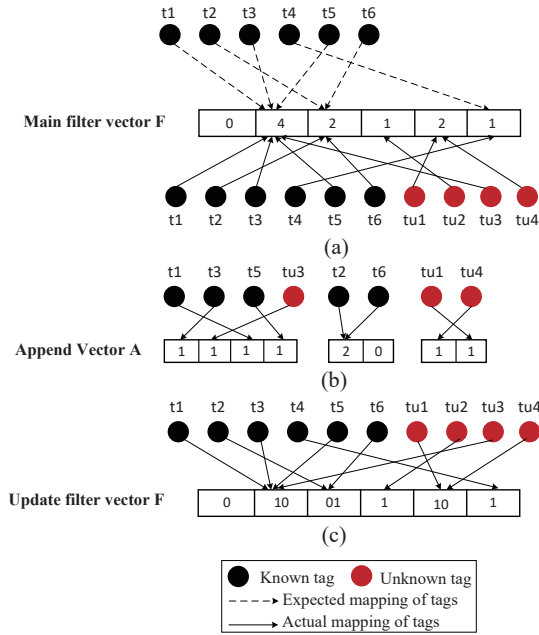 t1 t2 t3 t4 t5 t6
Main filter vector F
0 4 2 1 2 1
t1 t2 t3 t4 t5 t6 tu1 tu2 tu3 tu4
(a)
t1 t3 t5 tu3 t2 t6 tu1 tu4
Append Vector A
1 1 1 1 2 0 1 1
(b)
t1 t2 t3 t4 t5 t6 tu1 tu2 tu3 tu4
Update filter vector F
0 10 01 1 10 1
(c)
Known tag Unknown tag
Expected mapping of tags
Actual mapping of tags